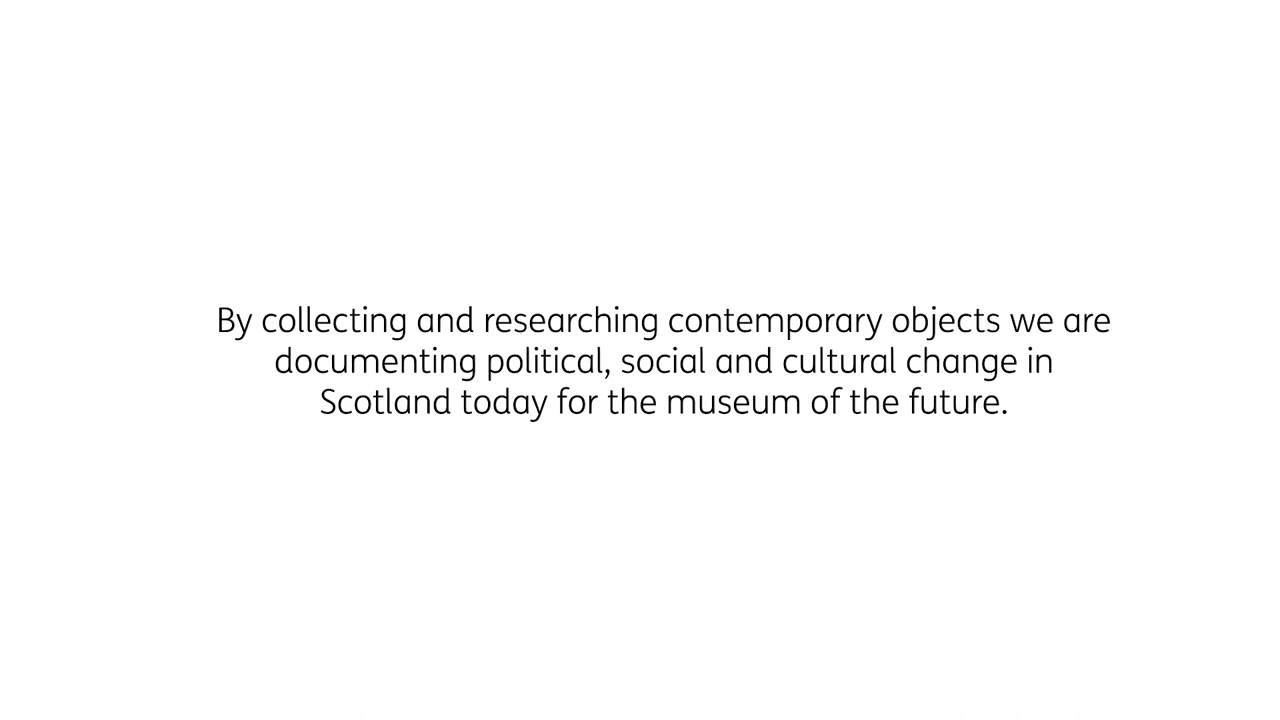 By collecting and researching contemporary objects we are
documenting political, social and cultural change in
Scotland today for the museum of the future.